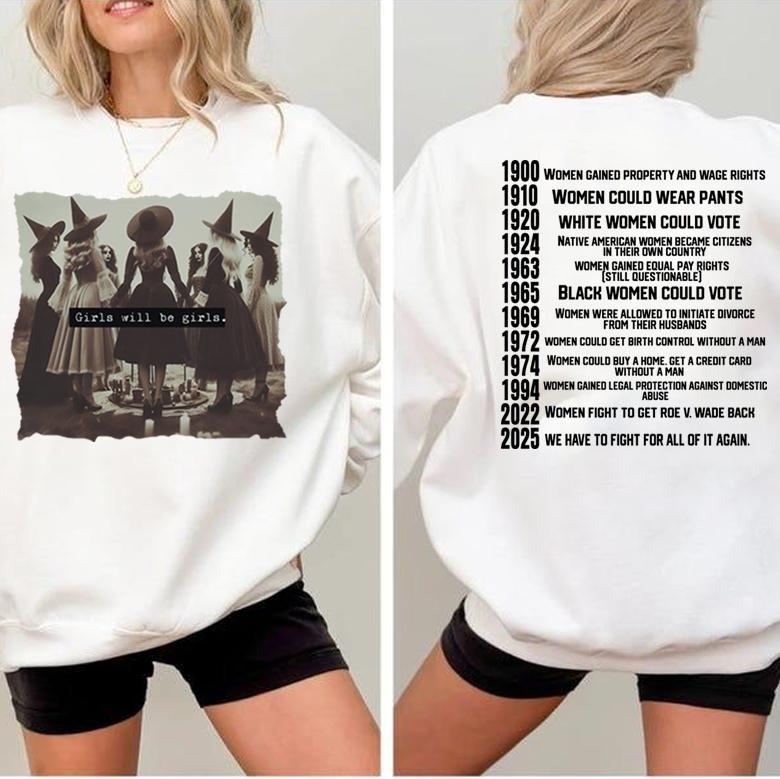 Girls will be girls.
1900 WOMEN GAINED PROPERTY AND WAGE RIGHTS
1910 WOMEN COULD WEAR PANTS
1920 WHITE WOMEN COULD VOTE
1924 NATIVE AMERICAN WOMEN BECAME CITIZENS
IN THEIR OWN COUNTRY
1963 WOMEN GAINED EQUAL PAY RIGHTS
[STILL QUESTIONABLE]
1965 BLACK WOMEN COULD VOTE
1969 WOMEN WERE ALLOWED TO INITIATE DIVORCE
FROM THEIR HUSBANDS
1972 WOMEN COULD GET BIRTH CONTROL WITHOUT A MAN
1974 WOMEN COULD BUY A HOME. GET A CREDIT CARD
WITHOUT A MAN
1994 WOMEN GAINED LEGAL PROTECTION AGAINST DOMESTIC
ABUSE
2022 WOMEN FIGHT TO GET ROE V. WADE BACK
2025 WE HAVE TO FIGHT FOR ALL OF IT AGAIN.